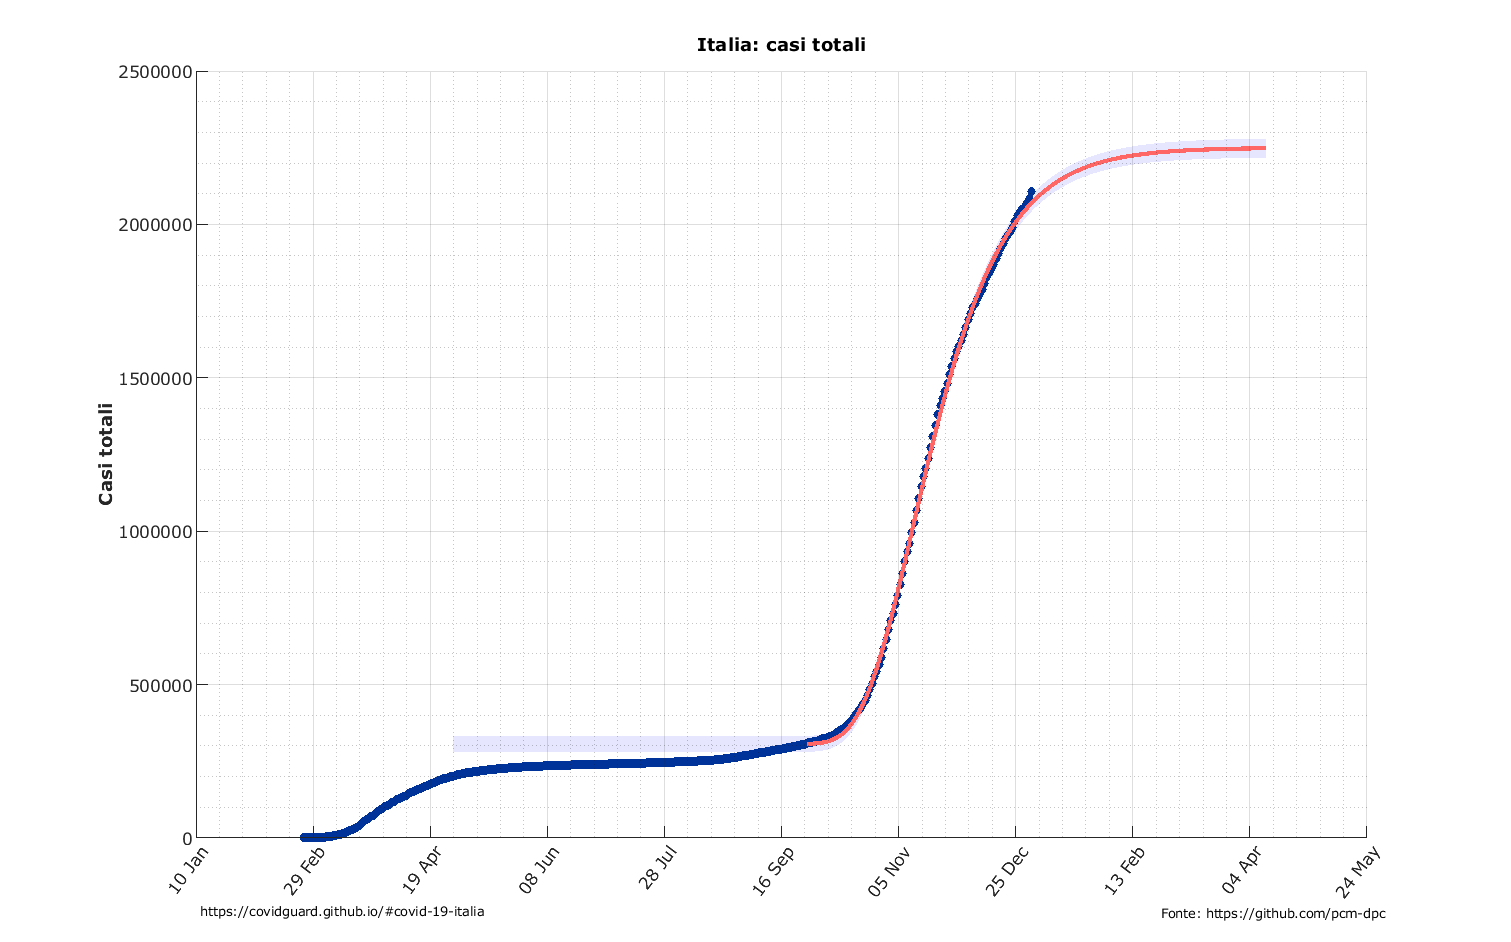 Italia: casi totali
Casi totali
2500000
2000000
1500000
1000000
500000
0
10 Jan
29 Feb
19 Apr
08 Jun
28 Jul
16 Sep
05 Nov
25 Dec
13 Feb
04 Apr
24 May
https://covidguard.github.io/#covid-19-italia
Fonte: https://github.com/pcm-dpc